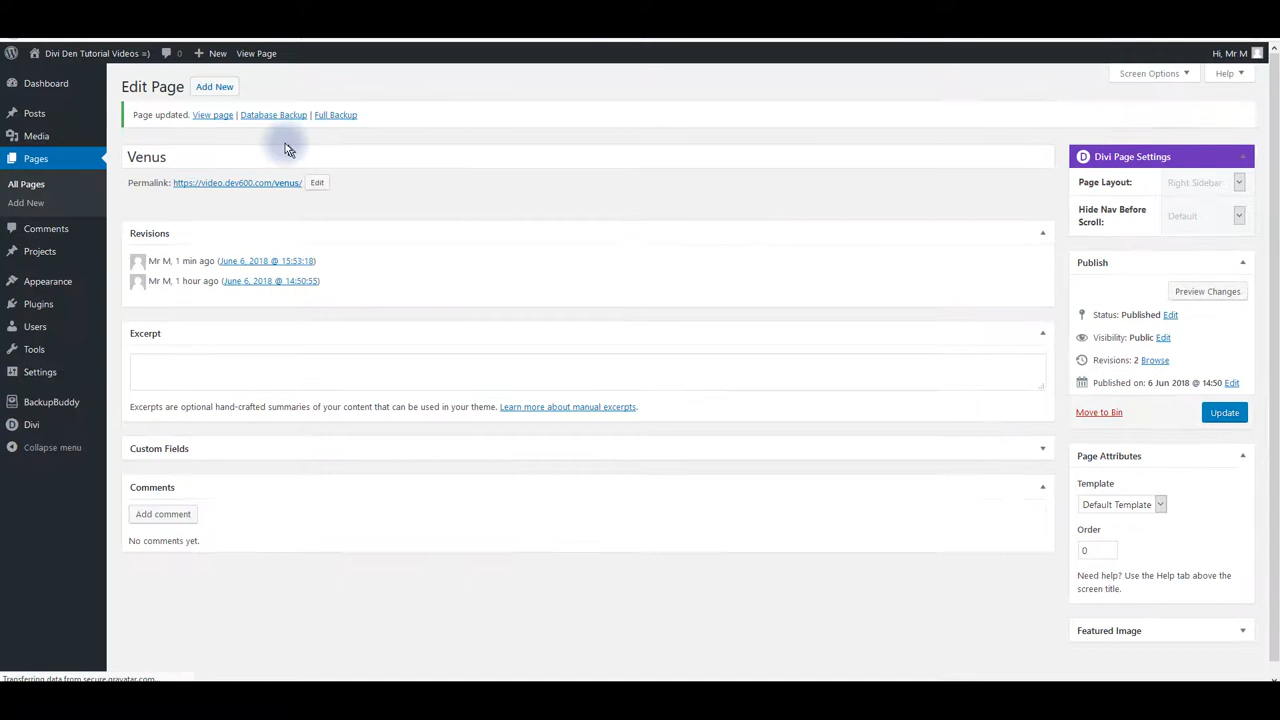 Divi Den Tutorial Videos =) 0 New View Page Hi, Mr M
Dashboard
Posts
Media
Pages
All Pages
Add New
Comments
Projects
Appearance
Plugins
Users
Tools
Settings
BackupBuddy
Divi
Collapse menu
Edit Page Add New
Screen Options Help
Page updated. View page | Database Backup | Full Backup
Venus
Permalink: https://video.dev600.com/venus/ Edit
Revisions
Mr M, 1 min ago (June 6, 2018 @ 15:53:18)
Mr M, 1 hour ago (June 6, 2018 @ 14:50:55)
Excerpt
Excerpts are optional hand-crafted summaries of your content that can be used in your theme. Learn more about manual excerpts.
Custom Fields
Comments
Add comment
No comments yet.
D Divi Page Settings
Page Layout: Right Sidebar
Hide Nav Before Default
Scroll:
Publish
Preview Changes
Status: Published Edit
Visibility: Public Edit
Revisions: 2 Browse
Published on: 6 Jun 2018 @ 14:50 Edit
Move to Bin Update
Page Attributes
Template
Default Template
Order
0
Need help? Use the Help tab above the
screen title.
Featured Image
Transferring data from secure.gravatar.com...